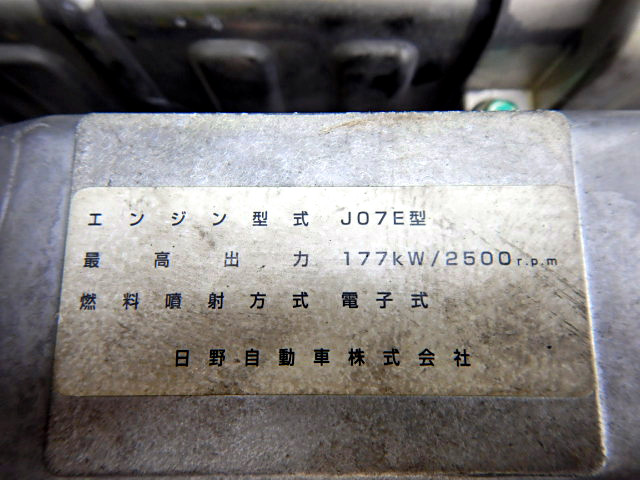 エンジン型式 J07E型
最高出力 177kW/2500r.p.m
燃料噴射方式 電子式
日野自動車株式会社